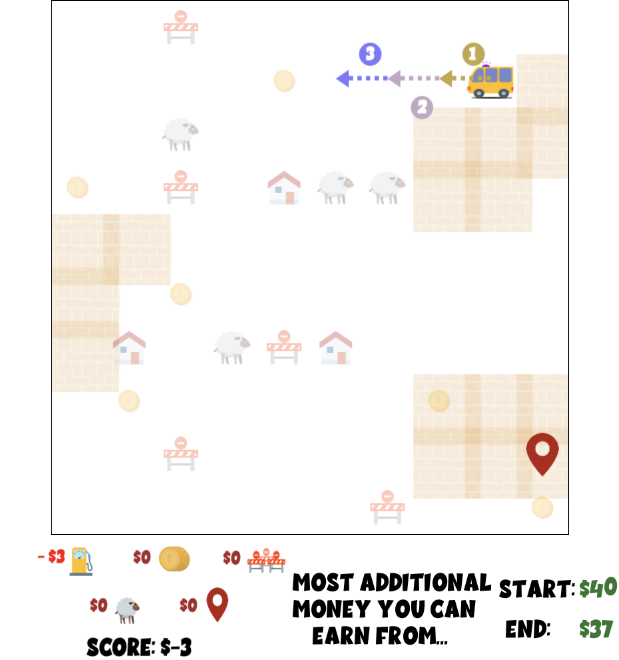 3
1
2
- $3
$0
$0
$0
$0
SCORE: $-3
MOST ADDITIONAL
MONEY YOU CAN
EARN FROM...
START: $40
END: $37